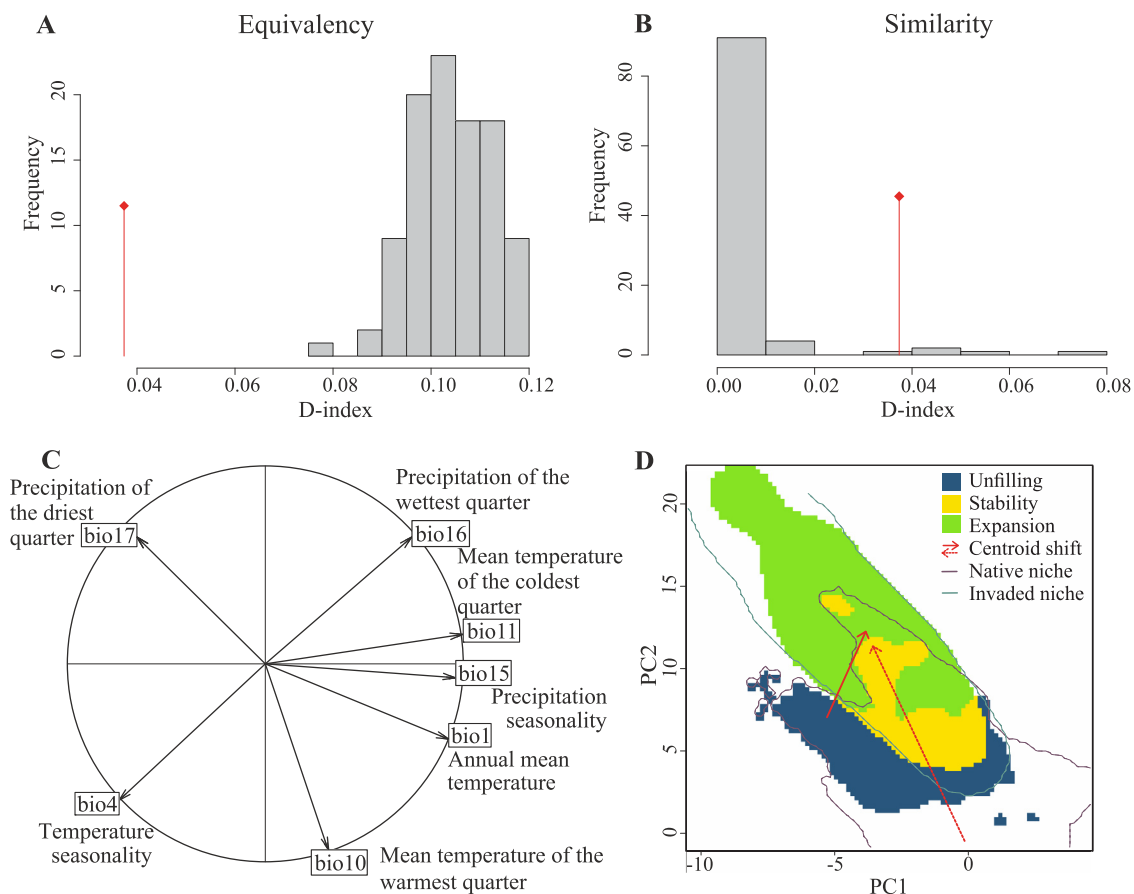 A
Equivalency
Frequency
0
5
10
20
0.04
0.06
0.08
0.10
0.12
D-index
B
Similarity
Frequency
0
20
40
60
80
0.00
0.02
0.04
0.06
0.08
D-index
C
Precipitation of
the driest
quarter
bio17
Precipitation of the
wettest quarter
bio16
Mean temperature
of the coldest
quarter
bio11
bio15
Precipitation
seasonality
bio1
Annual mean
temperature
bio4
Temperature
seasonality
bio10
Mean temperature of the
warmest quarter
D
Unfilling
Stability
Expansion
Centroid shift
Native niche
Invaded niche
PC2
0
5
10
15
20
-10
-5
0
PC1